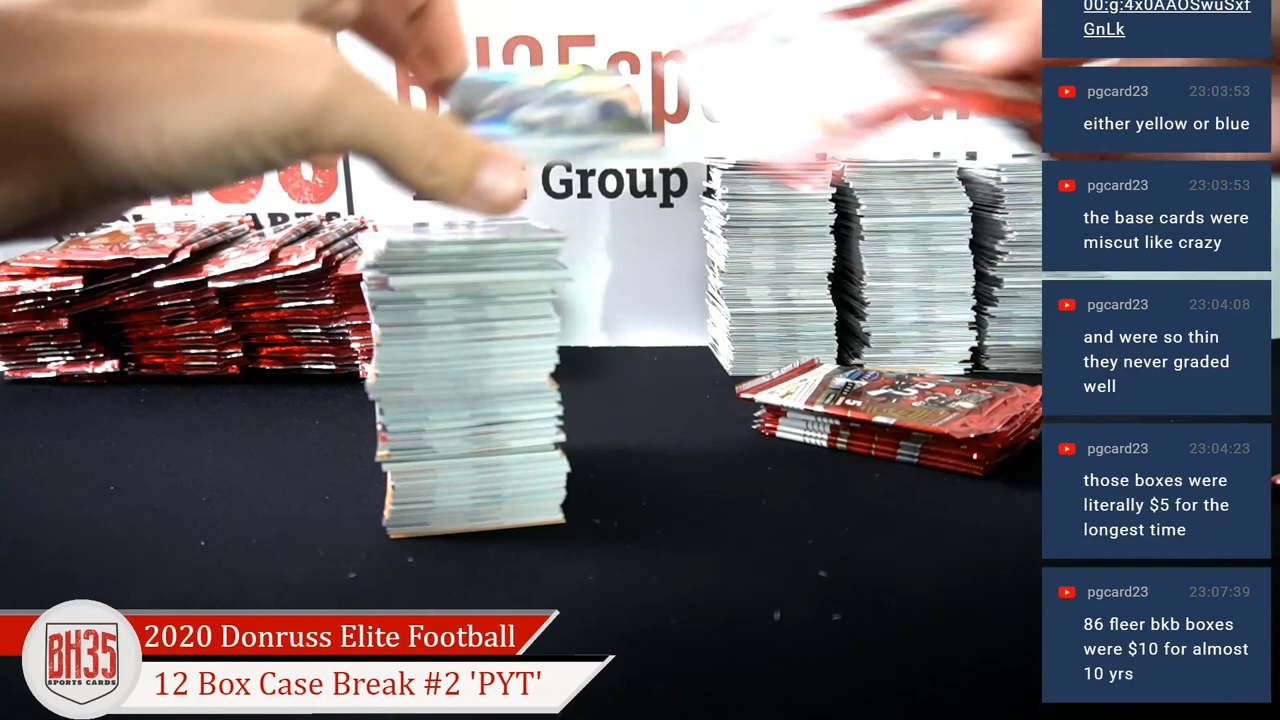 Group
BH35
SPORTS CARDS
2020 Donruss Elite Football
12 Box Case Break #2 'PYT'
00:g:4x0AAOSwuSxf
GnLk
pgcard23 23:03:53
either yellow or blue
pgcard23 23:03:53
the base cards were
miscut like crazy
pgcard23 23:04:08
and were so thin
they never graded
well
pgcard23 23:04:23
those boxes were
literally $5 for the
longest time
pgcard23 23:07:39
86 fleer bkb boxes
were $10 for almost
10 yrs